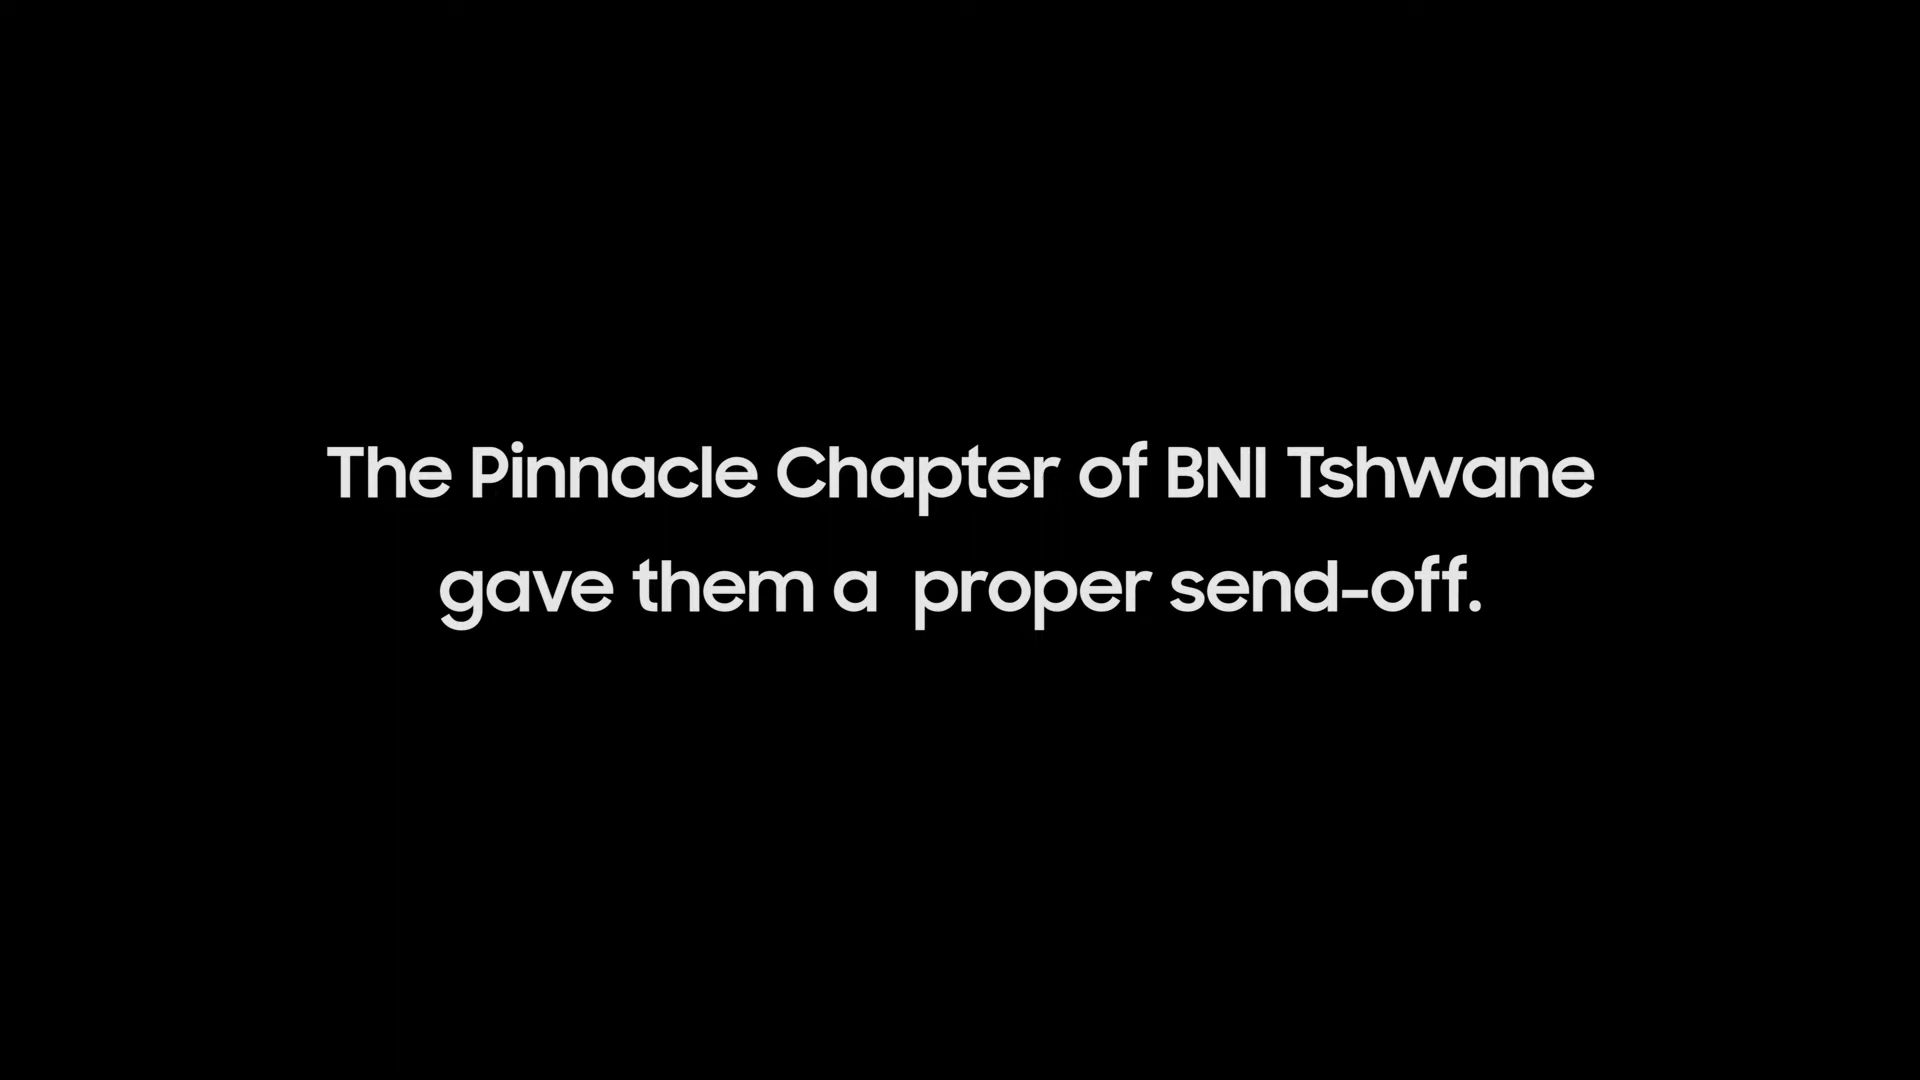 The Pinnacle Chapter of BNI Tshwane
gave them a  proper send-off.